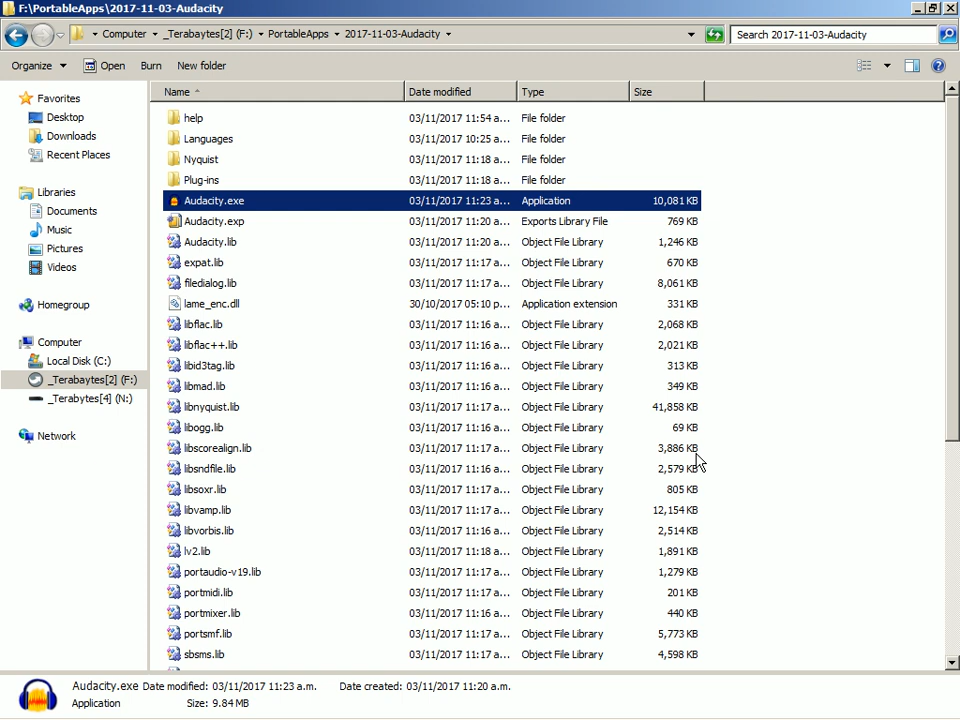 F:\PortableApps\2017-11-03-Audacity
Computer _Terabaytes[2] (F:) PortableApps 2017-11-03-Audacity Search 2017-11-03-Audacity
Organize Open Burn New folder
Name Date modified Type Size
Favorites
Desktop
Downloads
Recent Places
Libraries
Documents
Music
Pictures
Videos
Homegroup
Computer
Local Disk (C:)
_Terabaytes[2] (F:)
_Terabytes[4] (N:)
Network
help 03/11/2017 11:54 a... File folder
Languages 03/11/2017 10:25 a... File folder
Nyquist 03/11/2017 11:18 a... File folder
Plug-ins 03/11/2017 11:18 a... File folder
Audacity.exe 03/11/2017 11:23 a... Application 10,081 KB
Audacity.exp 03/11/2017 11:20 a... Exports Library File 769 KB
Audacity.lib 03/11/2017 11:20 a... Object File Library 1,246 KB
expat.lib 03/11/2017 11:17 a... Object File Library 670 KB
filedialog.lib 03/11/2017 11:17 a... Object File Library 8,061 KB
lame_enc.dll 30/10/2017 05:10 p... Application extension 331 KB
libflac.lib 03/11/2017 11:16 a... Object File Library 2,068 KB
libflac++.lib 03/11/2017 11:16 a... Object File Library 2,021 KB
libid3tag.lib 03/11/2017 11:16 a... Object File Library 313 KB
libmad.lib 03/11/2017 11:16 a... Object File Library 349 KB
libnyquist.lib 03/11/2017 11:17 a... Object File Library 41,858 KB
libogg.lib 03/11/2017 11:17 a... Object File Library 69 KB
libscorealign.lib 03/11/2017 11:17 a... Object File Library 3,886 KB
libsndfile.lib 03/11/2017 11:16 a... Object File Library 2,579 KB
libsoxr.lib 03/11/2017 11:17 a... Object File Library 805 KB
libvamp.lib 03/11/2017 11:17 a... Object File Library 12,154 KB
libvorbis.lib 03/11/2017 11:16 a... Object File Library 2,514 KB
lv2.lib 03/11/2017 11:18 a... Object File Library 1,891 KB
portaudio-v19.lib 03/11/2017 11:17 a... Object File Library 1,279 KB
portmidi.lib 03/11/2017 11:17 a... Object File Library 201 KB
portmixer.lib 03/11/2017 11:16 a... Object File Library 440 KB
portsmf.lib 03/11/2017 11:17 a... Object File Library 5,773 KB
sbsms.lib 03/11/2017 11:17 a... Object File Library 4,598 KB
Audacity.exe Date modified: 03/11/2017 11:23 a.m. Date created: 03/11/2017 11:20 a.m.
Application Size: 9.84 MB